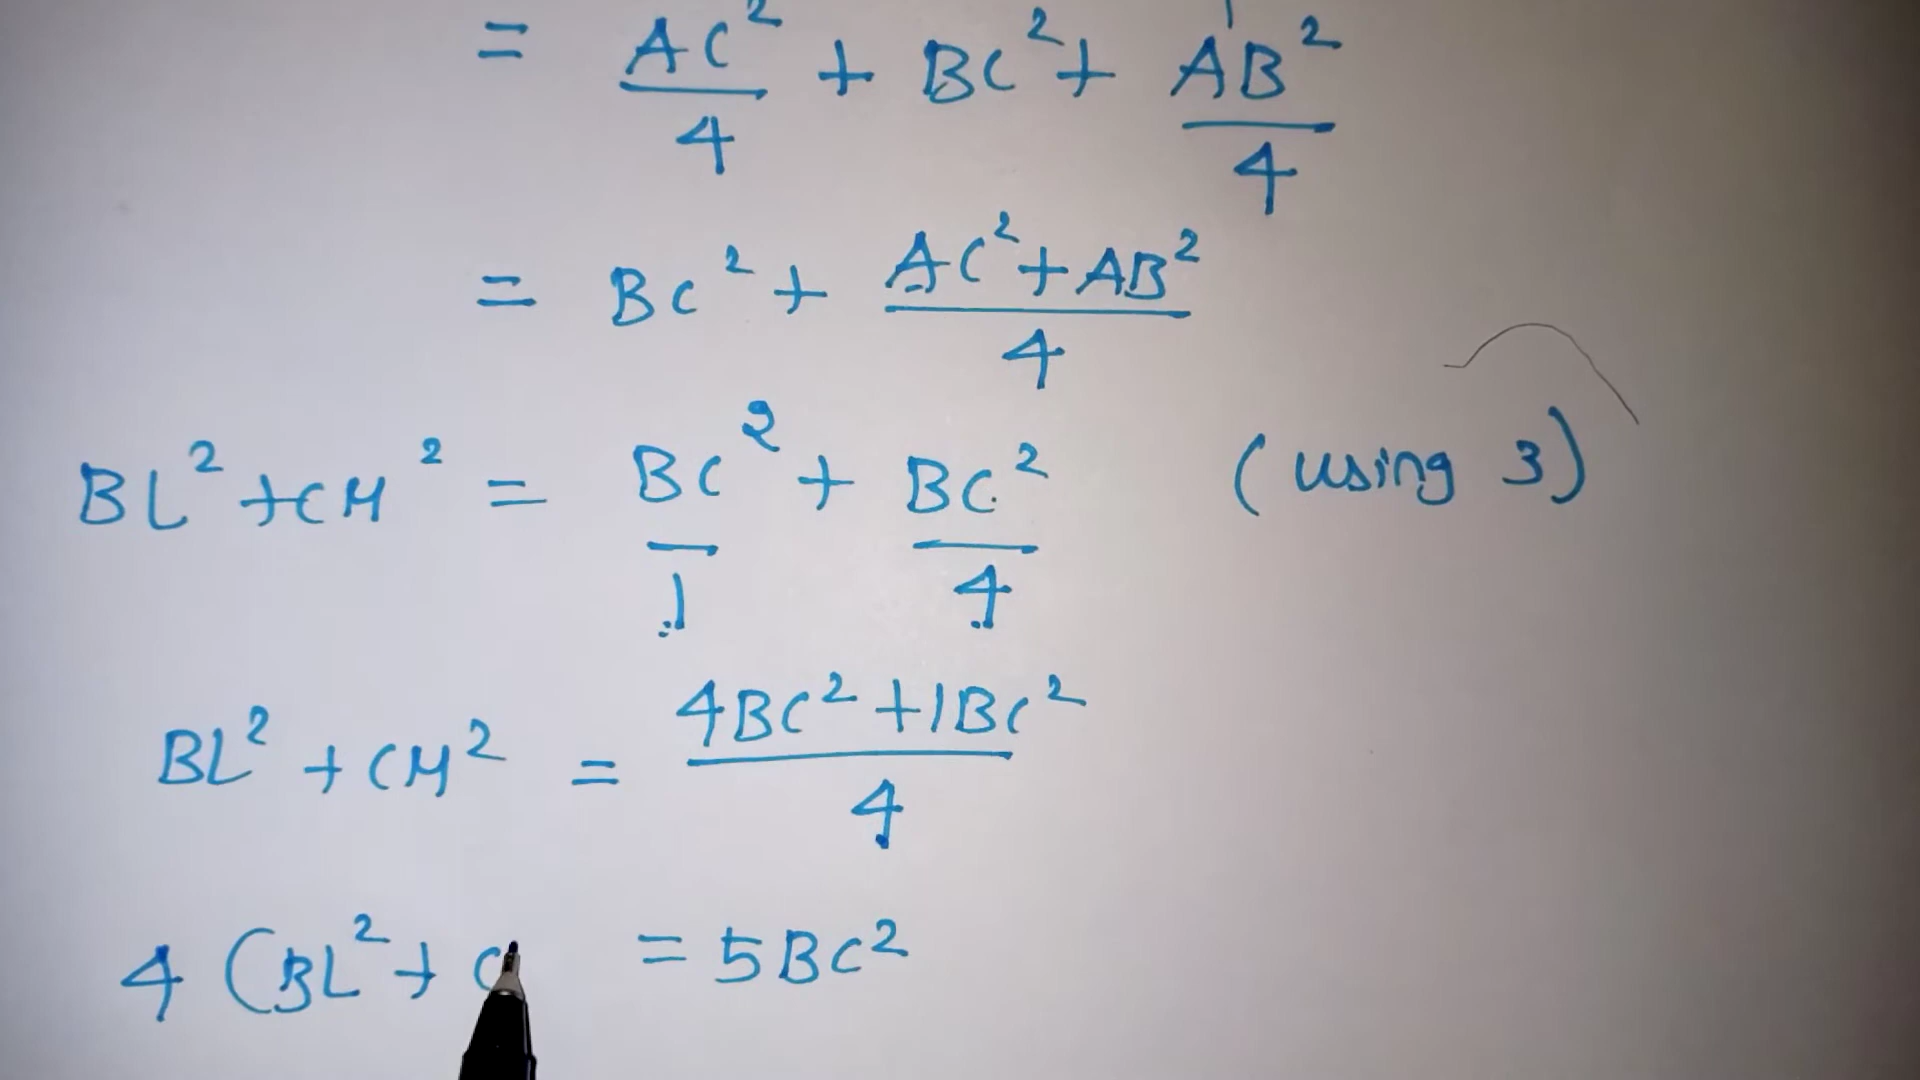 = AC²/4 + BC² + AB²/4
= BC² + AC²+AB²/4
BL²+CM² = BC²/1 + BC²/4 (using 3)
BL² + CM² = 4BC²+1BC²/4
4 (BL²+ C = 5BC²